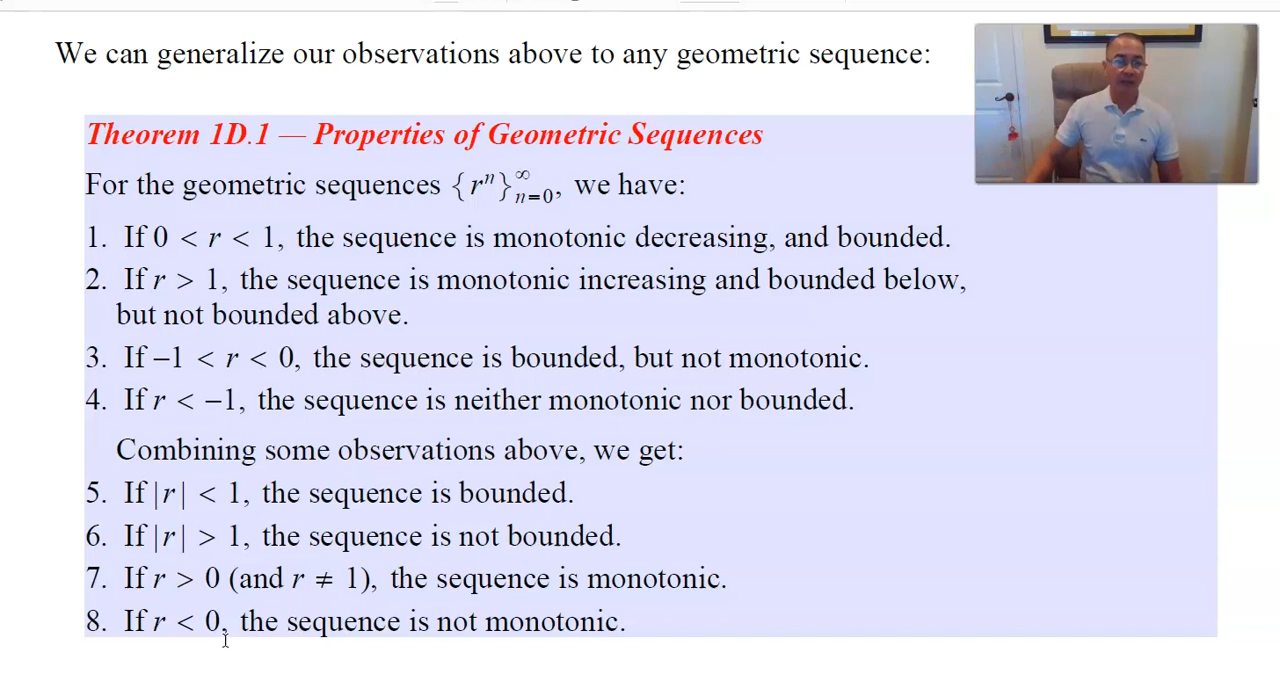 We can generalize our observations above to any geometric sequence:
Theorem 1D.1 — Properties of Geometric Sequences
For the geometric sequences {rⁿ}∞n=0, we have:
1. If 0 < r < 1, the sequence is monotonic decreasing, and bounded.
2. If r > 1, the sequence is monotonic increasing and bounded below,
but not bounded above.
3. If −1 < r < 0, the sequence is bounded, but not monotonic.
4. If r < −1, the sequence is neither monotonic nor bounded.
Combining some observations above, we get:
5. If |r| < 1, the sequence is bounded.
6. If |r| > 1, the sequence is not bounded.
7. If r > 0 (and r ≠ 1), the sequence is monotonic.
8. If r < 0, the sequence is not monotonic.